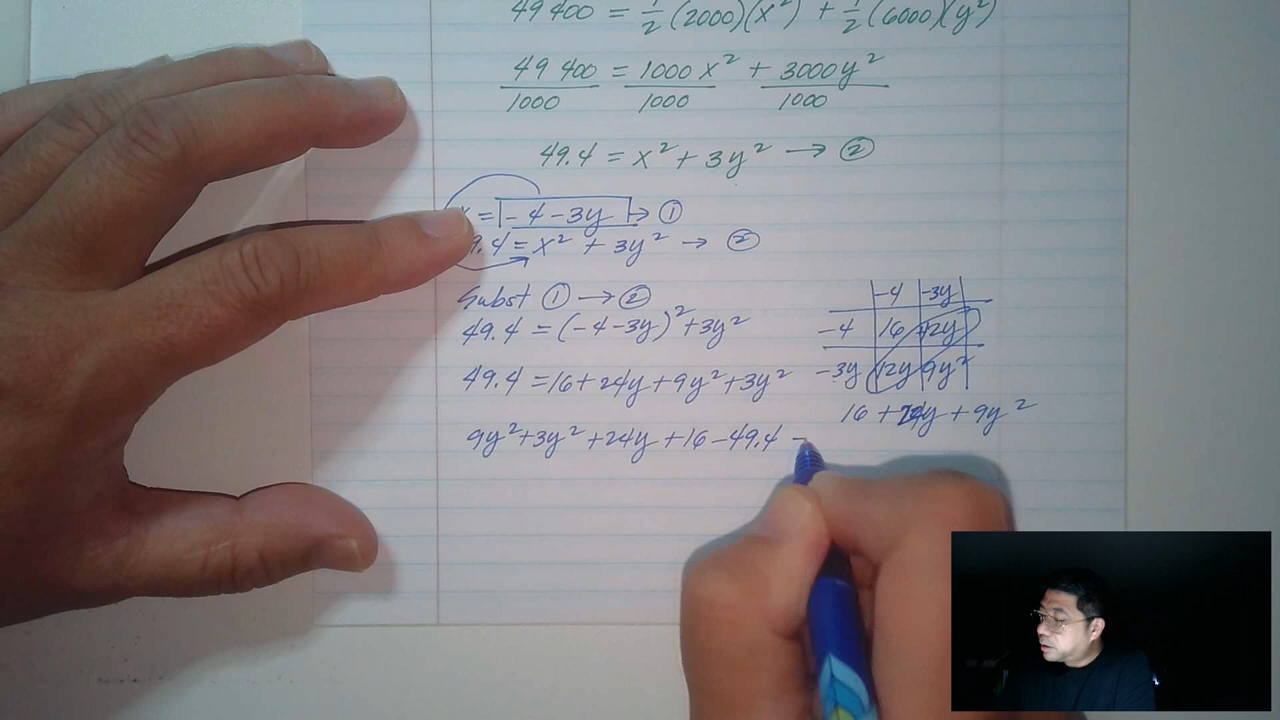 49 400 = 1/2 (2000)(x²) + 1/2 (6000)(y²)
49 400 = 1000 x² + 3000y²
1000 1000 1000
49.4 = x² + 3y² → ②
= -4 - 3y → ①
9.4 = x² + 3y² → ②
Subst ① → ②
49.4 = (-4-3y)² + 3y²
49.4 = 16 + 24y + 9y² + 3y²
9y² + 3y² + 24y + 16 - 49.4
-4 -3y
-4 16 12y
-3y 12y 9y²
16 + 24y + 9y²